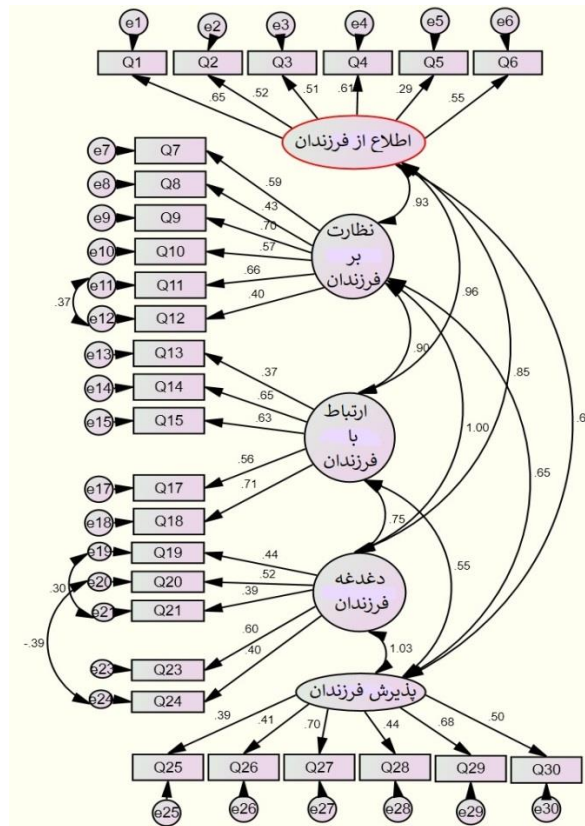 e1 e2 e3 e4 e5 e6
Q1 Q2 Q3 Q4 Q5 Q6
.65 .52 .51 .61 .29 .55
اطلاع از فرزندان
e7 Q7
e8 Q8
e9 Q9
e10 Q10
e11 Q11
e12 Q12
.37
.59
.43
.70
.57
.66
.40
نظارت
بر
فرزندان
.93
.96
.90
.85
1.00
.65
.6
e13 Q13
e14 Q14
e15 Q15
e17 Q17
e18 Q18
.37
.65
.63
.56
.71
ارتباط
با
فرزندان
.75
.55
e19 Q19
e20 Q20
e21 Q21
e23 Q23
e24 Q24
.30
-.39
.44
.52
.39
.60
.40
دغدغه
فرزندان
1.03
پذیرش فرزندان
.39 .41 .70 .44 .68 .50
Q25 Q26 Q27 Q28 Q29 Q30
e25 e26 e27 e28 e29 e30